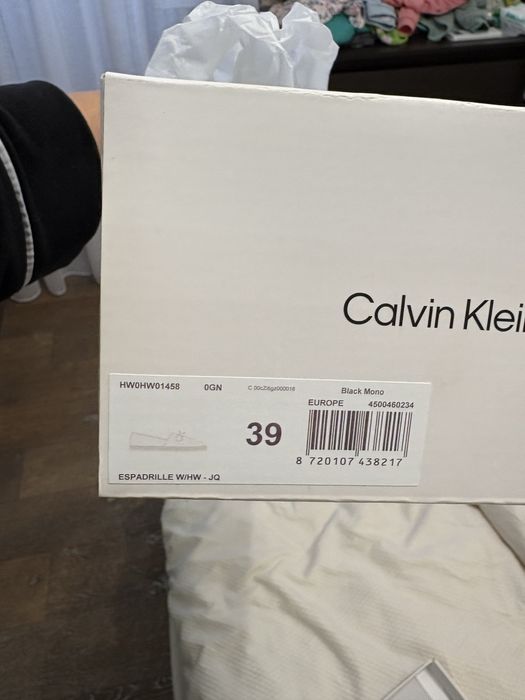 Calvin Klei
HW0HW01458 0GN
Black Mono
EUROPE 4500460234
39
8 720107 438217
ESPADRILLE W/HW - JQ